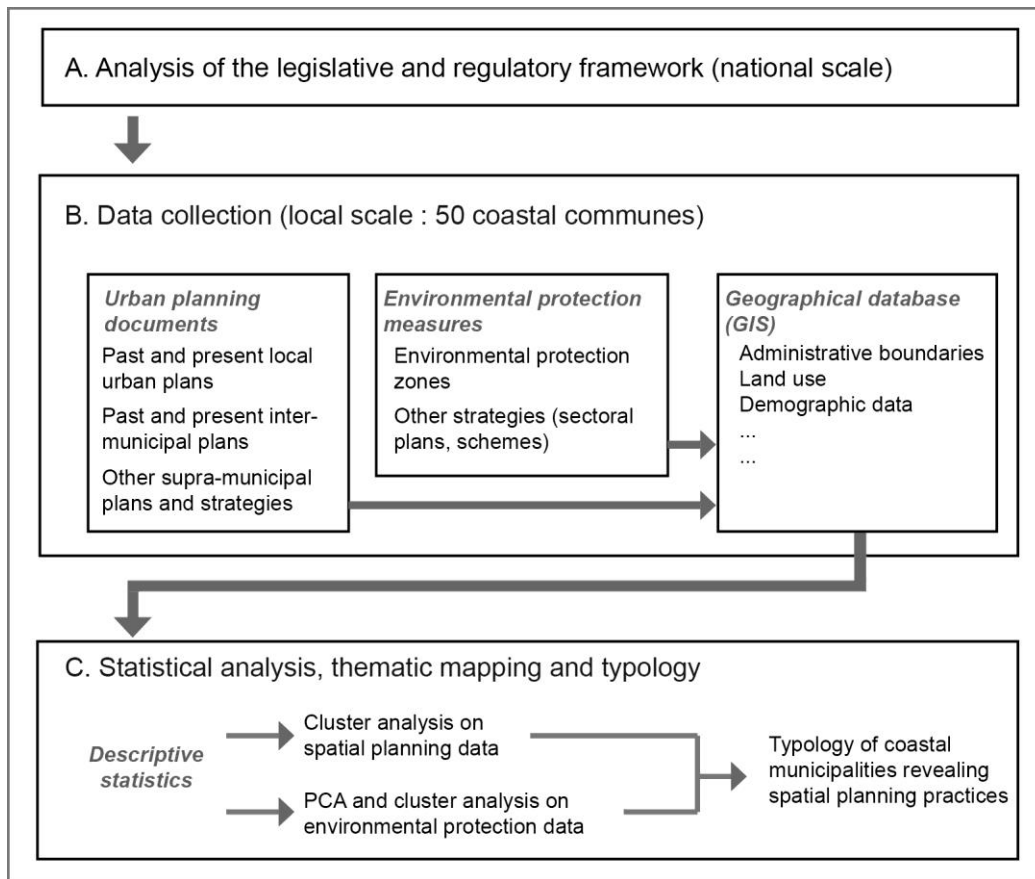 A. Analysis of the legislative and regulatory framework (national scale)
B. Data collection (local scale : 50 coastal communes)
Urban planning
documents
Past and present local
urban plans
Past and present inter-
municipal plans
Other supra-municipal
plans and strategies
Environmental protection
measures
Environmental protection
zones
Other strategies (sectoral
plans, schemes)
Geographical database
(GIS)
Administrative boundaries
Land use
Demographic data
...
...
C. Statistical analysis, thematic mapping and typology
Descriptive
statistics
Cluster analysis on
spatial planning data
PCA and cluster analysis on
environmental protection data
Typology of coastal
municipalities revealing
spatial planning practices